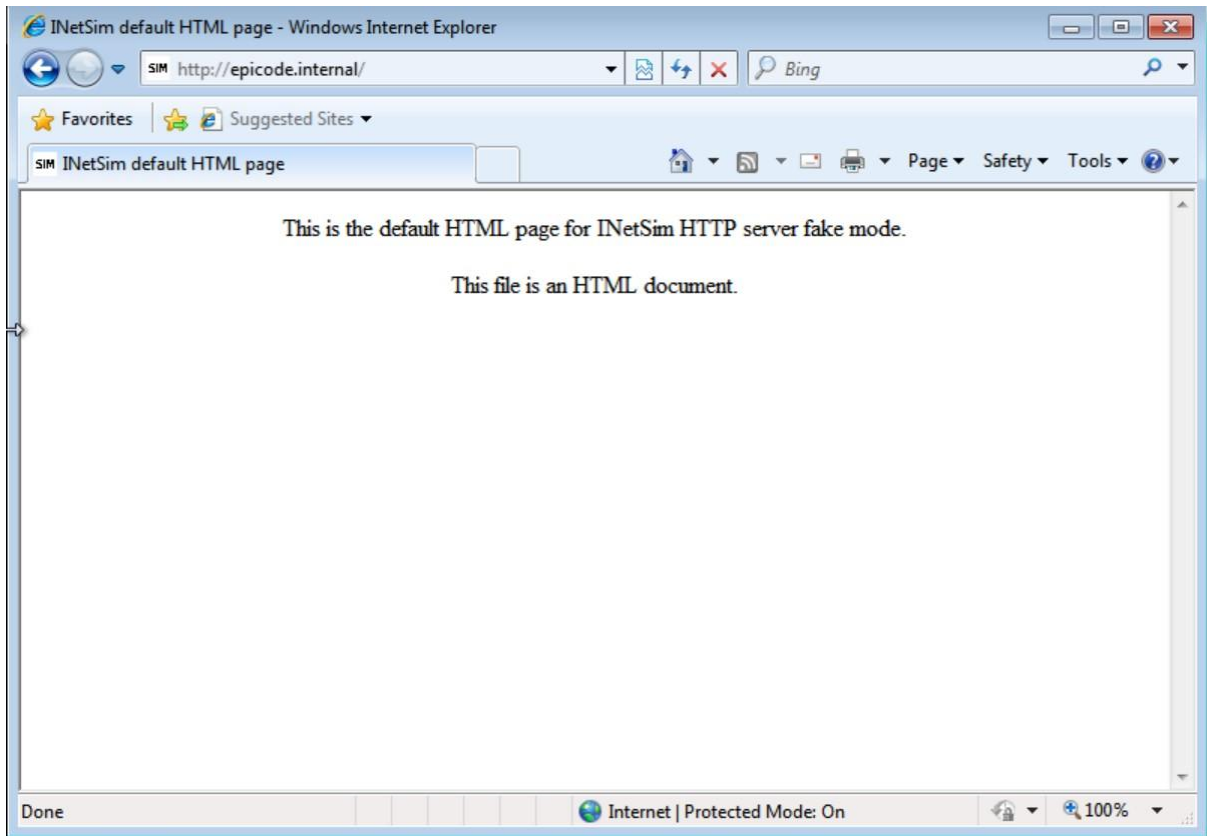 INetSim default HTML page - Windows Internet Explorer
SIM http://epicode.internal/ Bing
Favorites Suggested Sites
SIM INetSim default HTML page Page Safety Tools
This is the default HTML page for INetSim HTTP server fake mode.
This file is an HTML document.
Done Internet | Protected Mode: On 100%